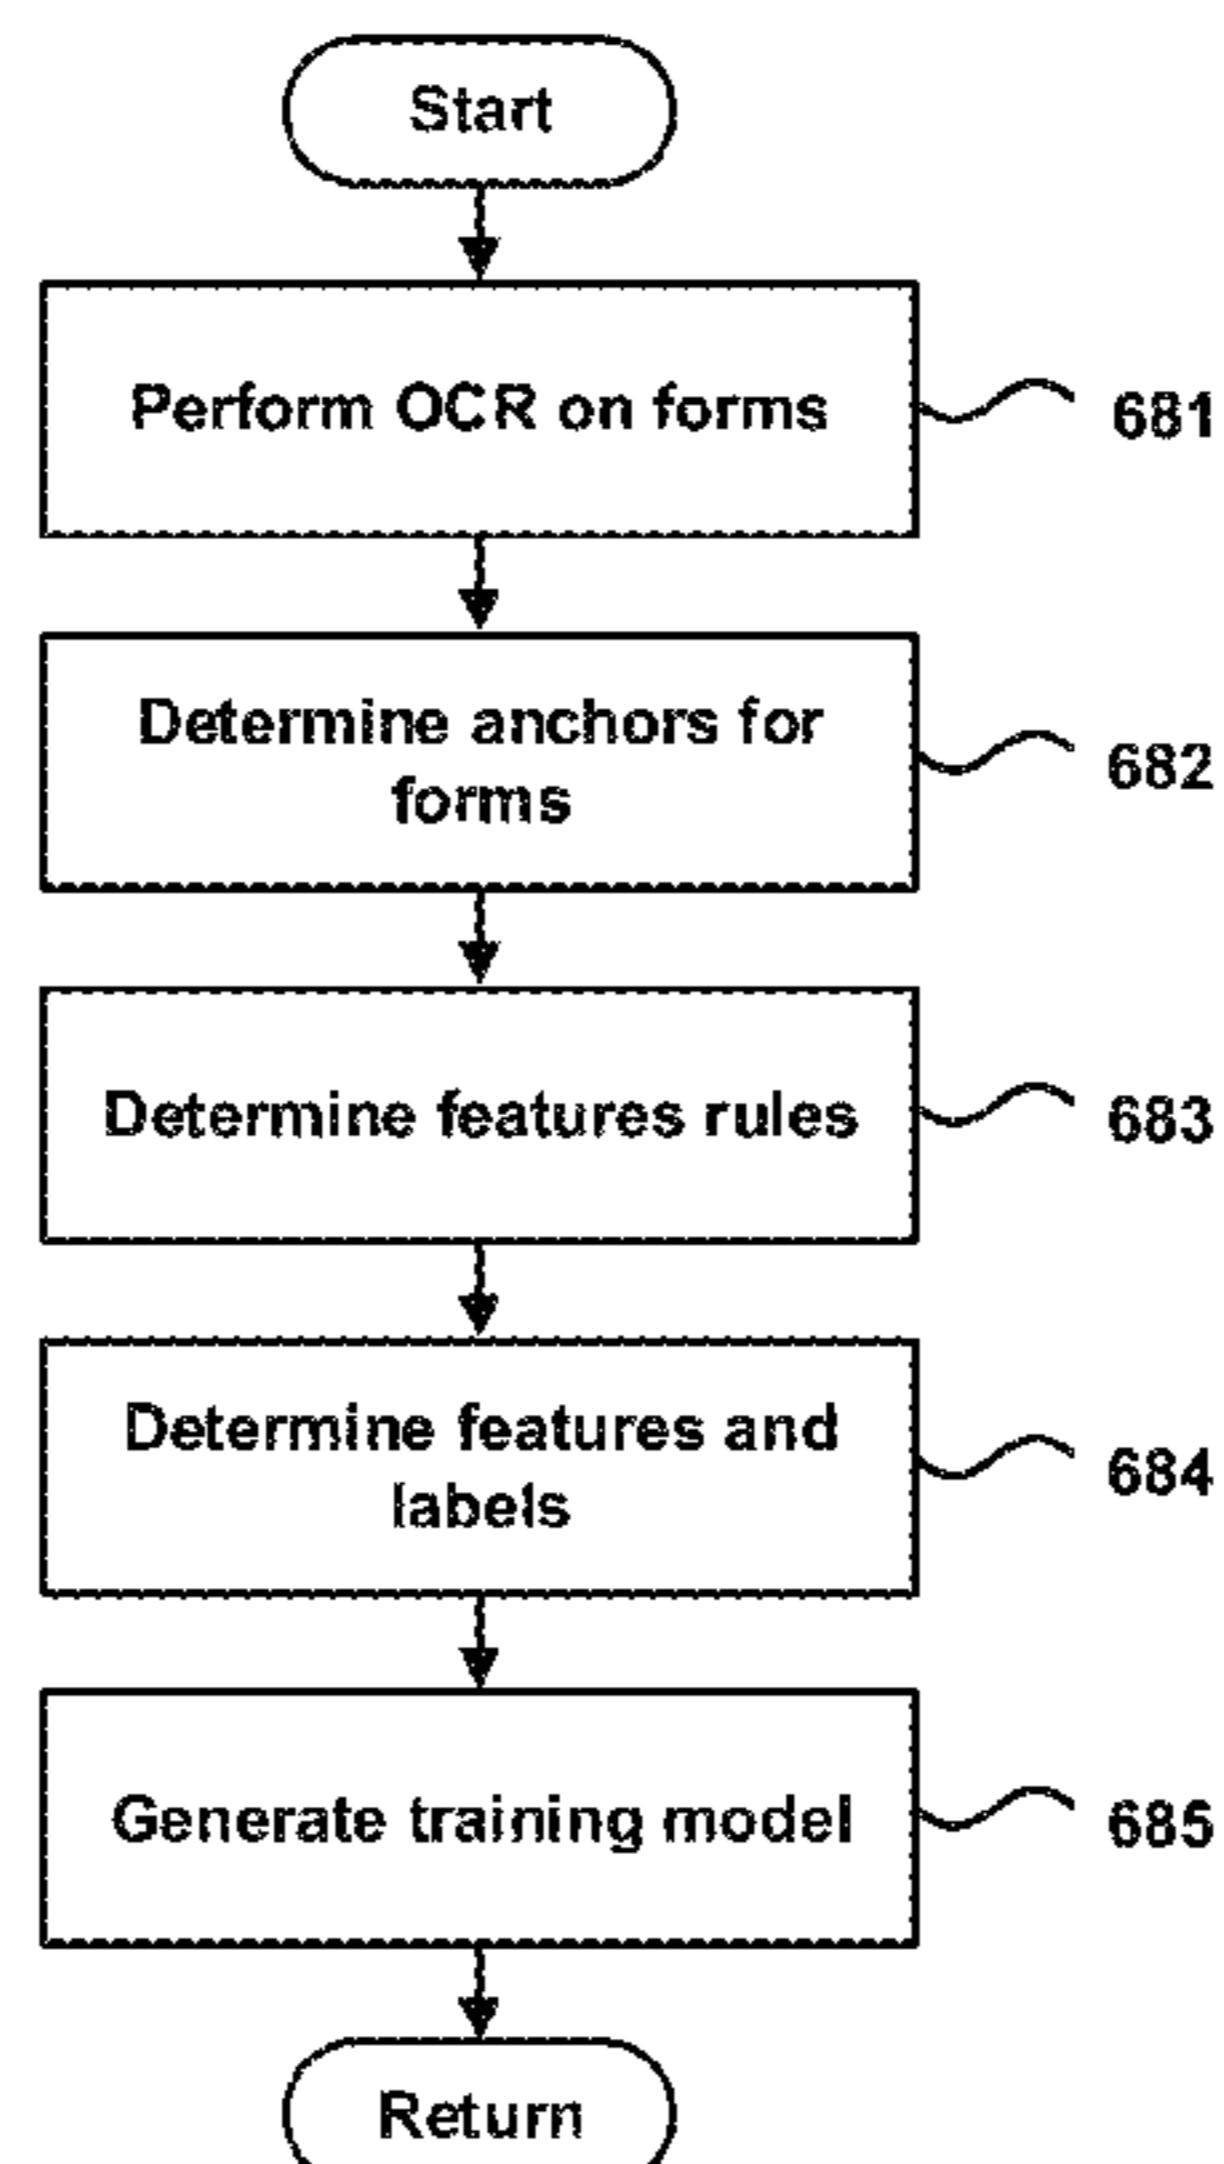 Start
Perform OCR on forms
681
Determine anchors for
forms
682
Determine features rules
683
Determine features and
labels
684
Generate training model
685
Return